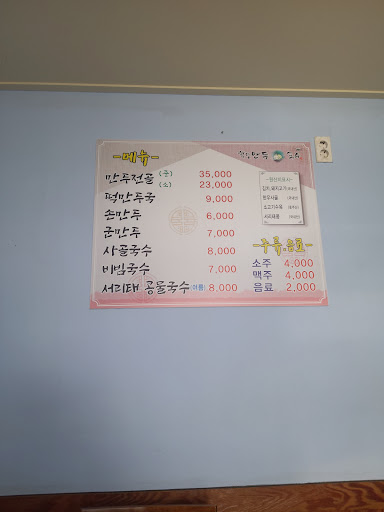 -메뉴-
만두전골 (중) 35,000
(소) 23,000
떡만두국 9,000
손만두 6,000
군만두 7,000
사골국수 8,000
비빔국수 7,000
서리태 콩물국수 (여름) 8,000
-주류.음료-
소주 4,000
맥주 4,000
음료 2,000